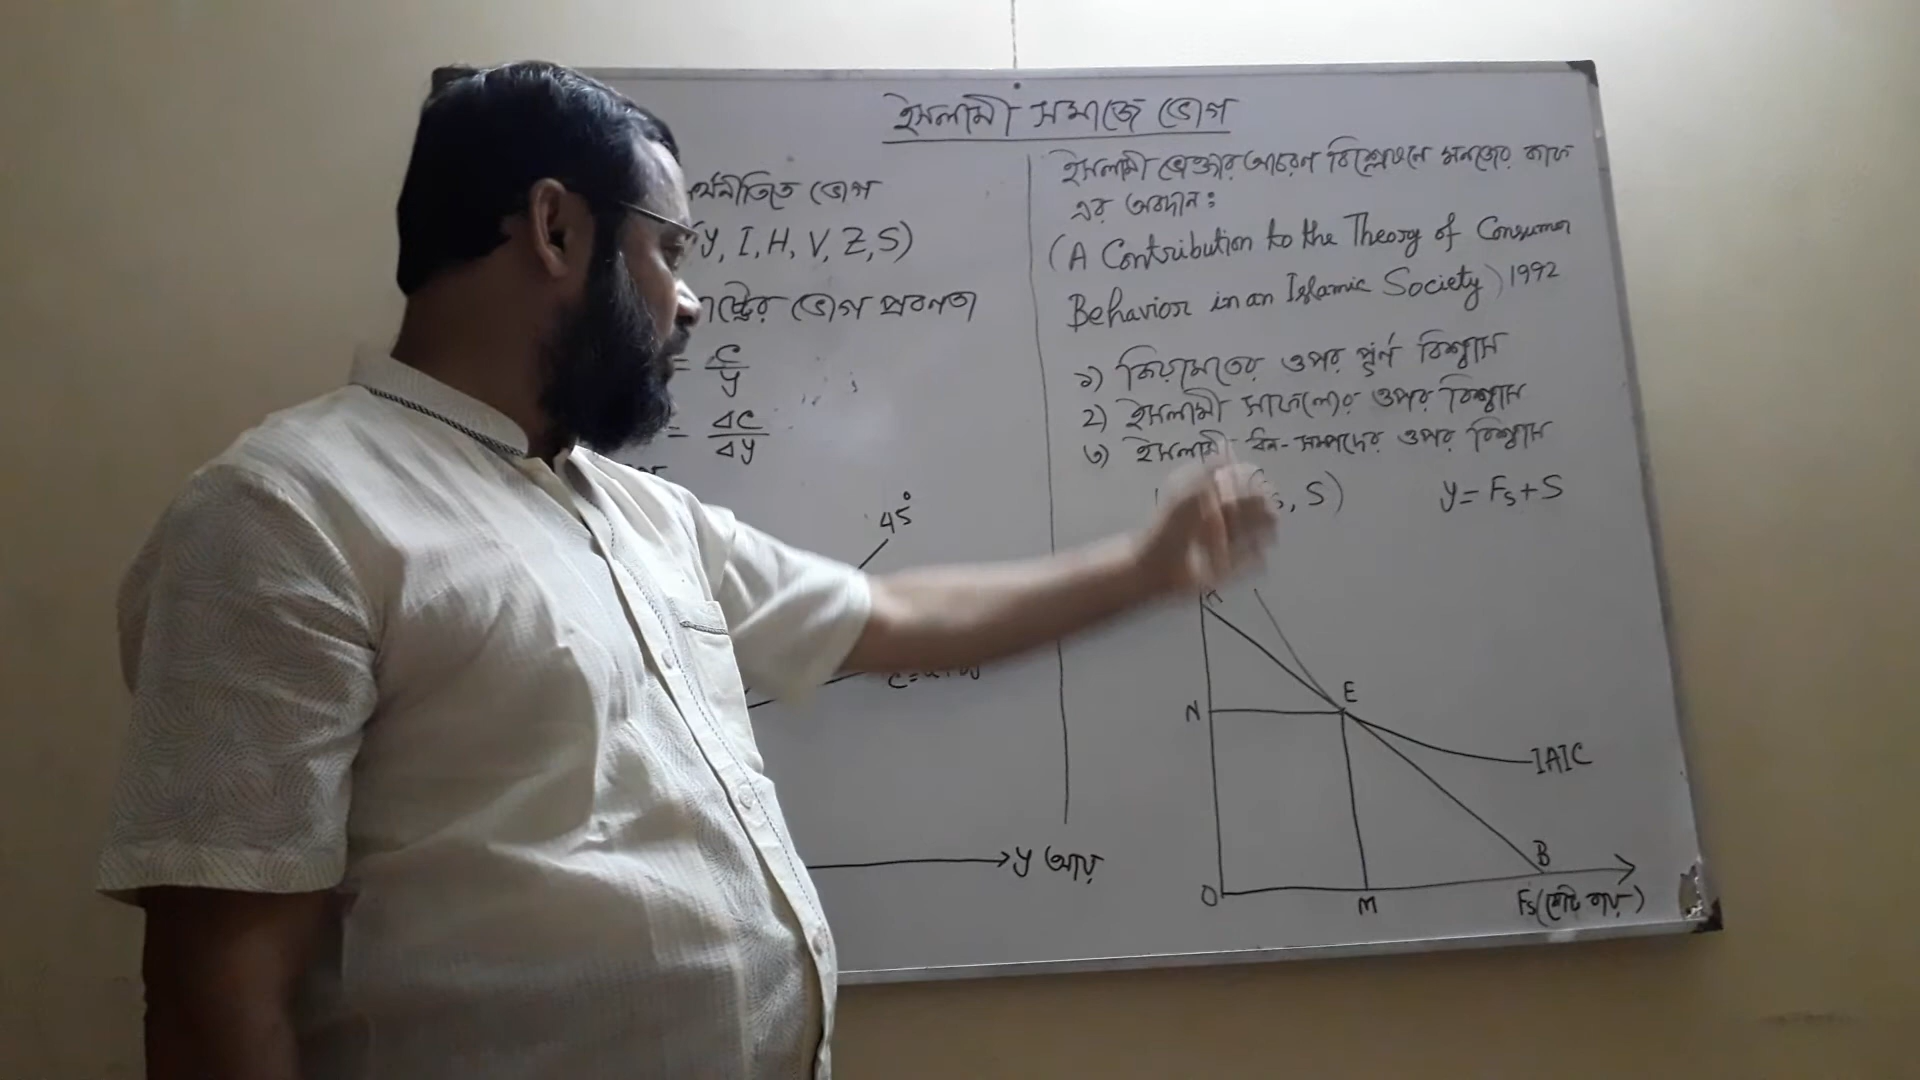 ইসলামী সমাজে ভোগ
র্থনীতিতে ভোগ
(Y, I, H, V, Z, S)
ভোগ প্রবণতা
= C/y
= ΔC/Δy
45°
y আয়
ইসলামী ভোক্তার আচরণ বিশ্লেষনে মনজের কাফ
এর অবদান:
(A Contribution to the Theory of Consumer
Behavior in an Islamic Society) 1992
১) কিয়ামতের ওপর পূর্ন বিশ্বাস
২) ইসলামী সাফল্যের ওপর বিশ্বাস
৩) ইসলামী ধন-সম্পদের ওপর বিশ্বাস
, S) y = Fs + S
A
E
N
IAIC
B
O M Fs (মোট ব্যয়)